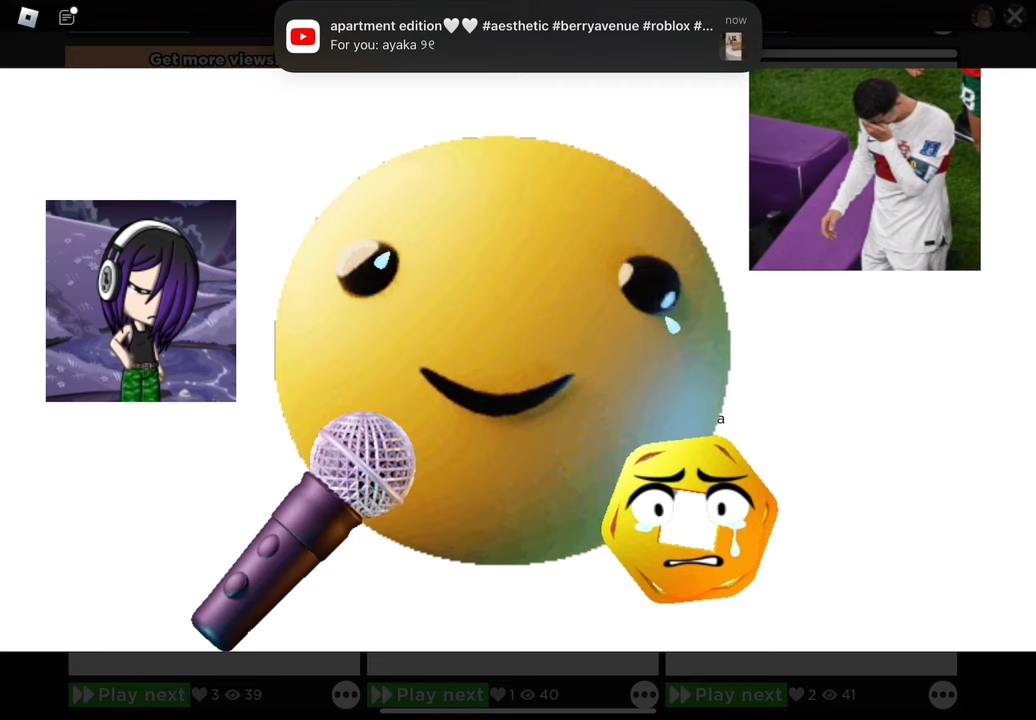 apartment edition🤍🤍 #aesthetic #berryavenue #roblox #...
now
For you: ayaka ୨୧
Get more views!
a
Play next 3 39
Play next 1 40
Play next 2 41